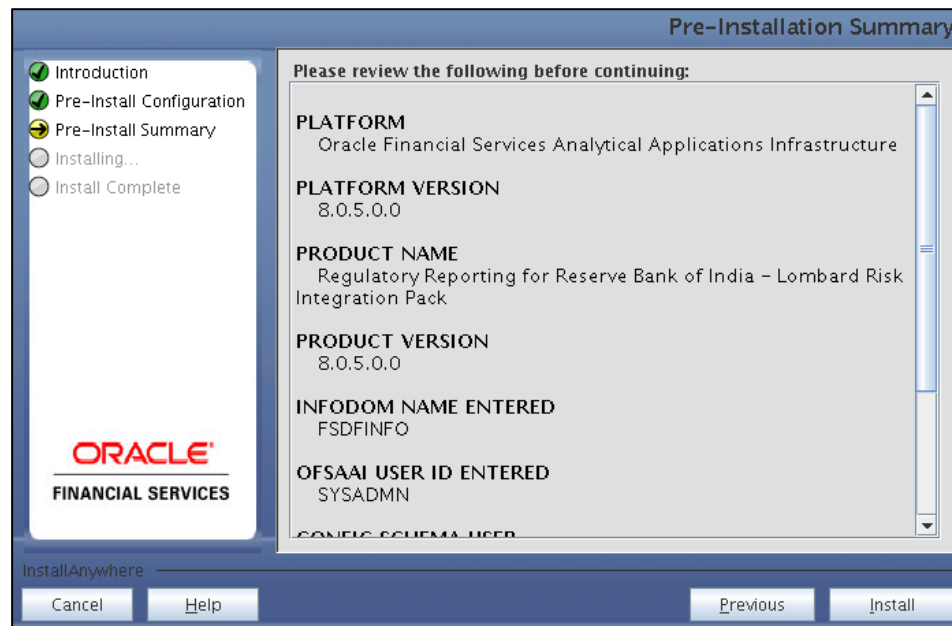 Pre-Installation Summary
Introduction
Pre-Install Configuration
Pre-Install Summary
Installing...
Install Complete
ORACLE'
FINANCIAL SERVICES
Please review the following before continuing:
PLATFORM
Oracle Financial Services Analytical Applications Infrastructure
PLATFORM VERSION
8.0.5.0.0
PRODUCT NAME
Regulatory Reporting for Reserve Bank of India - Lombard Risk
Integration Pack
PRODUCT VERSION
8.0.5.0.0
INFODOM NAME ENTERED
FSDFINFO
OFSAAI USER ID ENTERED
SYSADMN
CONFIG SCHEMA USER
InstallAnywhere
Cancel
Help
Previous
Install